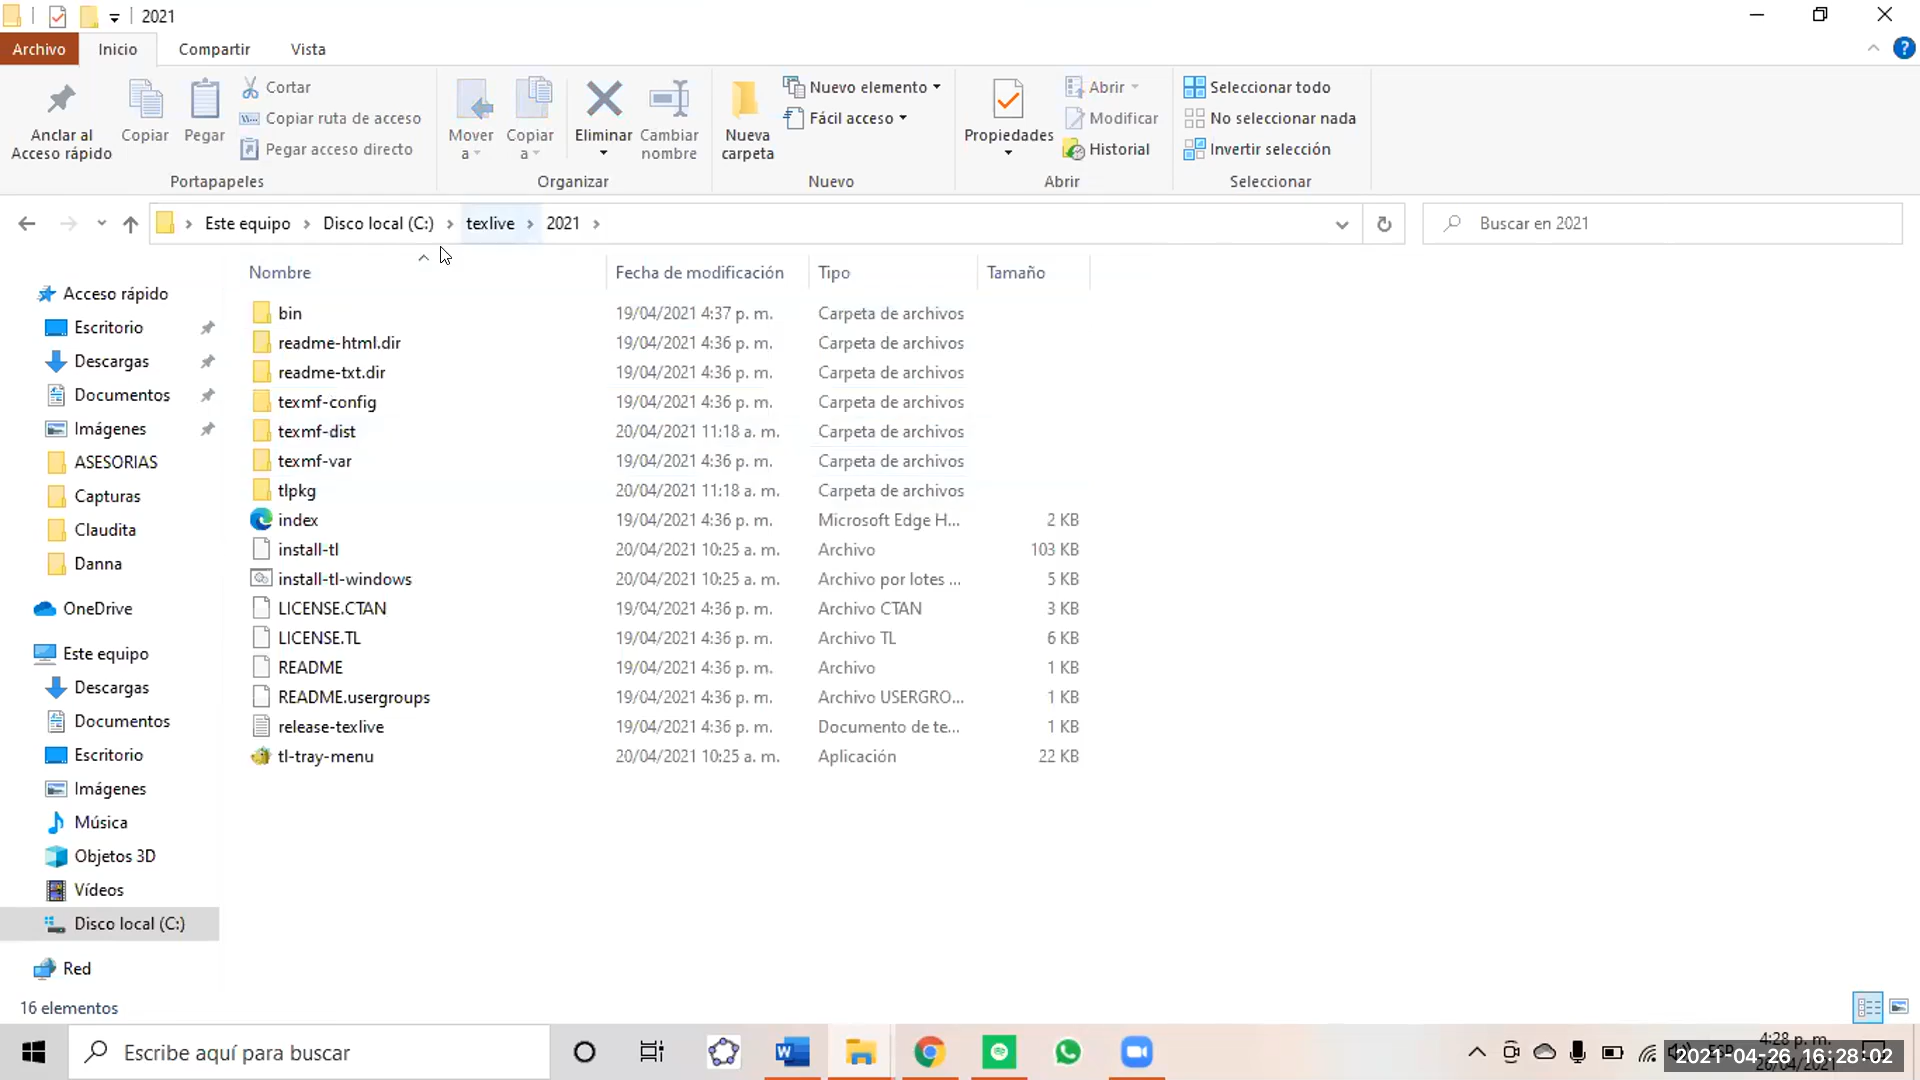 2021
Archivo Inicio Compartir Vista
Anclar al Acceso rápido
Copiar
Pegar
Cortar
Copiar ruta de acceso
Pegar acceso directo
Portapapeles
Mover a
Copiar a
Eliminar
Cambiar nombre
Organizar
Nueva carpeta
Nuevo elemento
Fácil acceso
Nuevo
Propiedades
Abrir
Modificar
Historial
Abrir
Seleccionar todo
No seleccionar nada
Invertir selección
Seleccionar
Este equipo > Disco local (C:) > texlive > 2021 >
Buscar en 2021
Acceso rápido
Escritorio
Descargas
Documentos
Imágenes
ASESORIAS
Capturas
Claudita
Danna
OneDrive
Este equipo
Descargas
Documentos
Escritorio
Imágenes
Música
Objetos 3D
Vídeos
Disco local (C:)
Red
Nombre Fecha de modificación Tipo Tamaño
bin 19/04/2021 4:37 p. m. Carpeta de archivos
readme-html.dir 19/04/2021 4:36 p. m. Carpeta de archivos
readme-txt.dir 19/04/2021 4:36 p. m. Carpeta de archivos
texmf-config 19/04/2021 4:36 p. m. Carpeta de archivos
texmf-dist 20/04/2021 11:18 a. m. Carpeta de archivos
texmf-var 19/04/2021 4:36 p. m. Carpeta de archivos
tlpkg 20/04/2021 11:18 a. m. Carpeta de archivos
index 19/04/2021 4:36 p. m. Microsoft Edge H... 2 KB
install-tl 20/04/2021 10:25 a. m. Archivo 103 KB
install-tl-windows 20/04/2021 10:25 a. m. Archivo por lotes ... 5 KB
LICENSE.CTAN 19/04/2021 4:36 p. m. Archivo CTAN 3 KB
LICENSE.TL 19/04/2021 4:36 p. m. Archivo TL 6 KB
README 19/04/2021 4:36 p. m. Archivo 1 KB
README.usergroups 19/04/2021 4:36 p. m. Archivo USERGRO... 1 KB
release-texlive 19/04/2021 4:36 p. m. Documento de te... 1 KB
tl-tray-menu 20/04/2021 10:25 a. m. Aplicación 22 KB
16 elementos
Escribe aquí para buscar
4:28 p. m.
2021-04-26 16:28:02